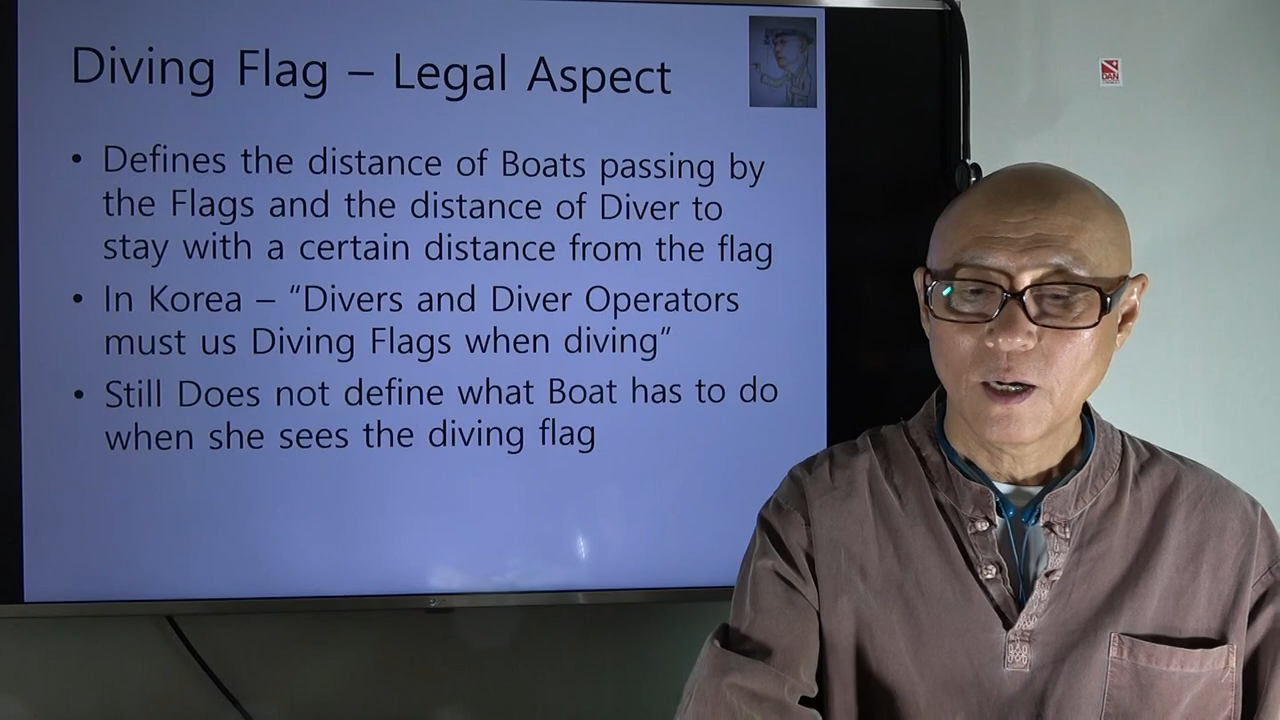 Diving Flag – Legal Aspect
• Defines the distance of Boats passing by
the Flags and the distance of Diver to
stay with a certain distance from the flag
• In Korea – “Divers and Diver Operators
must us Diving Flags when diving”
• Still Does not define what Boat has to do
when she sees the diving flag
DAN